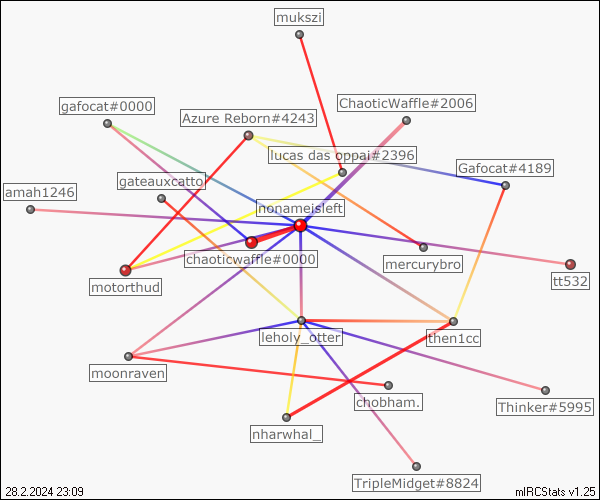 mukszi
gafocat#0000
ChaoticWaffle#2006
Azure Reborn#4243
lucas das oppai#2396
Gafocat#4189
gateauxcatto
amah1246
nonameisleft
chaoticwaffle#0000
mercurybro
tt532
motorthud
leholy_otter
then1cc
moonraven
chobham.
Thinker#5995
nharwhal_
TripleMidget#8824
28.2.2024 23:09
mIRCStats v1.25